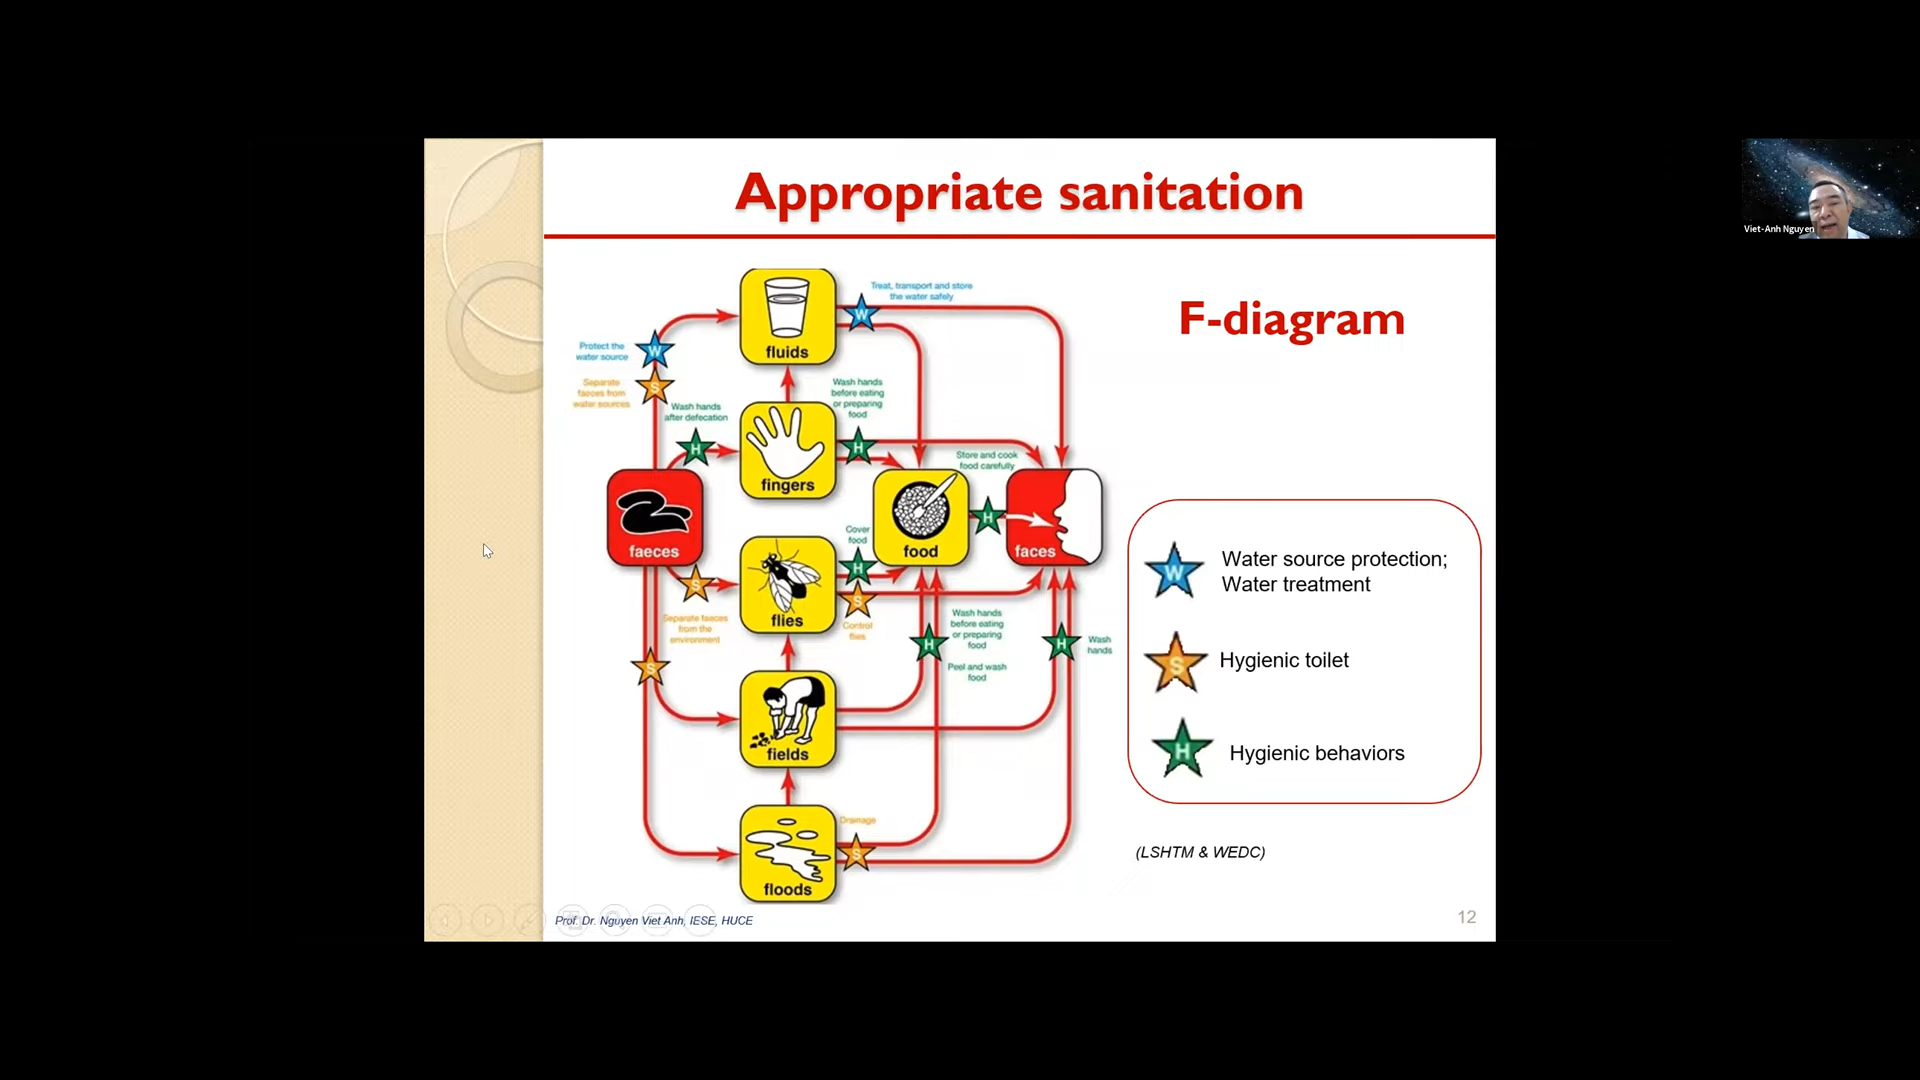 Appropriate sanitation
F-diagram
Treat, transport and store
the water safely
W
fluids
Protect the
water source
W
Separate
faeces from
water sources
S
Wash hands
after defecation
H
Wash hands
before eating
or preparing
food
H
fingers
Store and cook
food carefully
H
faeces
food
faces
Cover
food
H
S
flies
S
Control
flies
Separate faeces
from the
environment
S
Wash hands
before eating
or preparing
food
H
Peel and wash
food
H
Wash
hands
fields
Drainage
S
floods
W
Water source protection;
Water treatment
S
Hygienic toilet
H
Hygienic behaviors
(LSHTM & WEDC)
Prof. Dr. Nguyen Viet Anh, IESE, HUCE
12
Viet-Anh Nguyen